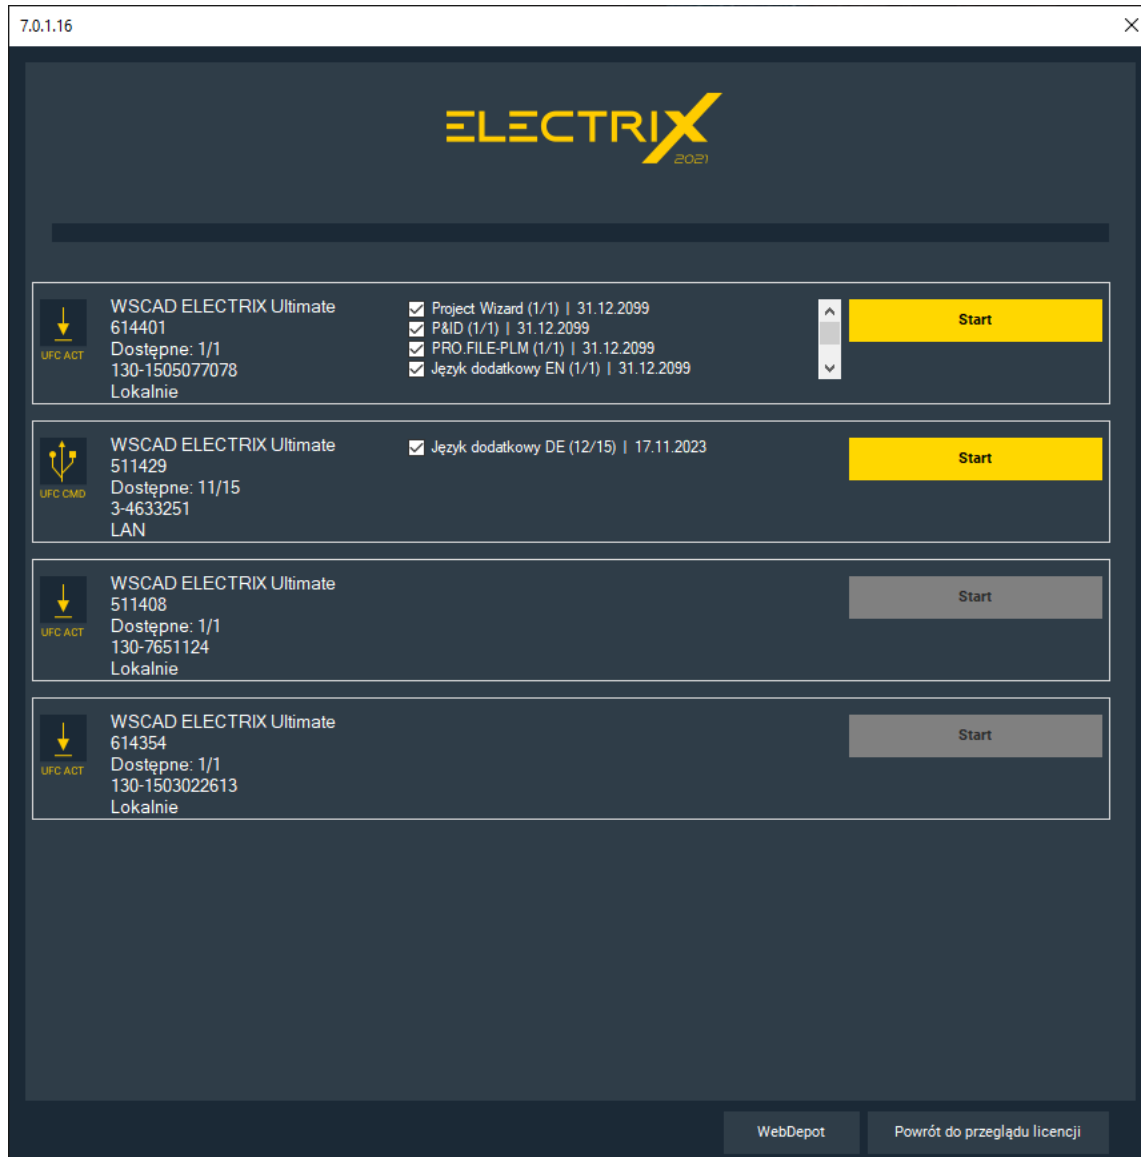 7.0.1.16
ELECTRIX
2021
UFC ACT
WSCAD ELECTRIX Ultimate
614401
Dostępne: 1/1
130-1505077078
Lokalnie
Project Wizard (1/1) | 31.12.2099
P&ID (1/1) | 31.12.2099
PRO.FILE-PLM (1/1) | 31.12.2099
Język dodatkowy EN (1/1) | 31.12.2099
Start
UFC CMD
WSCAD ELECTRIX Ultimate
511429
Dostępne: 11/15
3-4633251
LAN
Język dodatkowy DE (12/15) | 17.11.2023
Start
UFC ACT
WSCAD ELECTRIX Ultimate
511408
Dostępne: 1/1
130-7651124
Lokalnie
Start
UFC ACT
WSCAD ELECTRIX Ultimate
614354
Dostępne: 1/1
130-1503022613
Lokalnie
Start
WebDepot
Powrót do przeglądu licencji